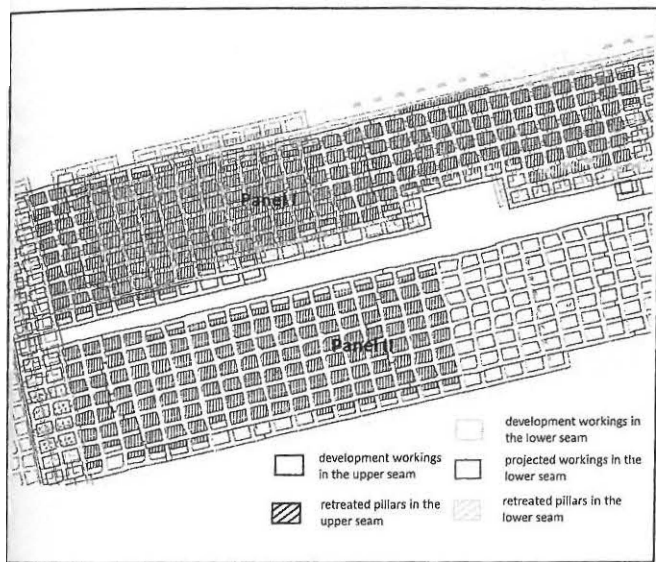 Panel I
Panel II
development workings in
the lower seam
development workings
in the upper seam
projected workings in the
lower seam
retreated pillars in the
upper seam
retreated pillars in the
lower seam